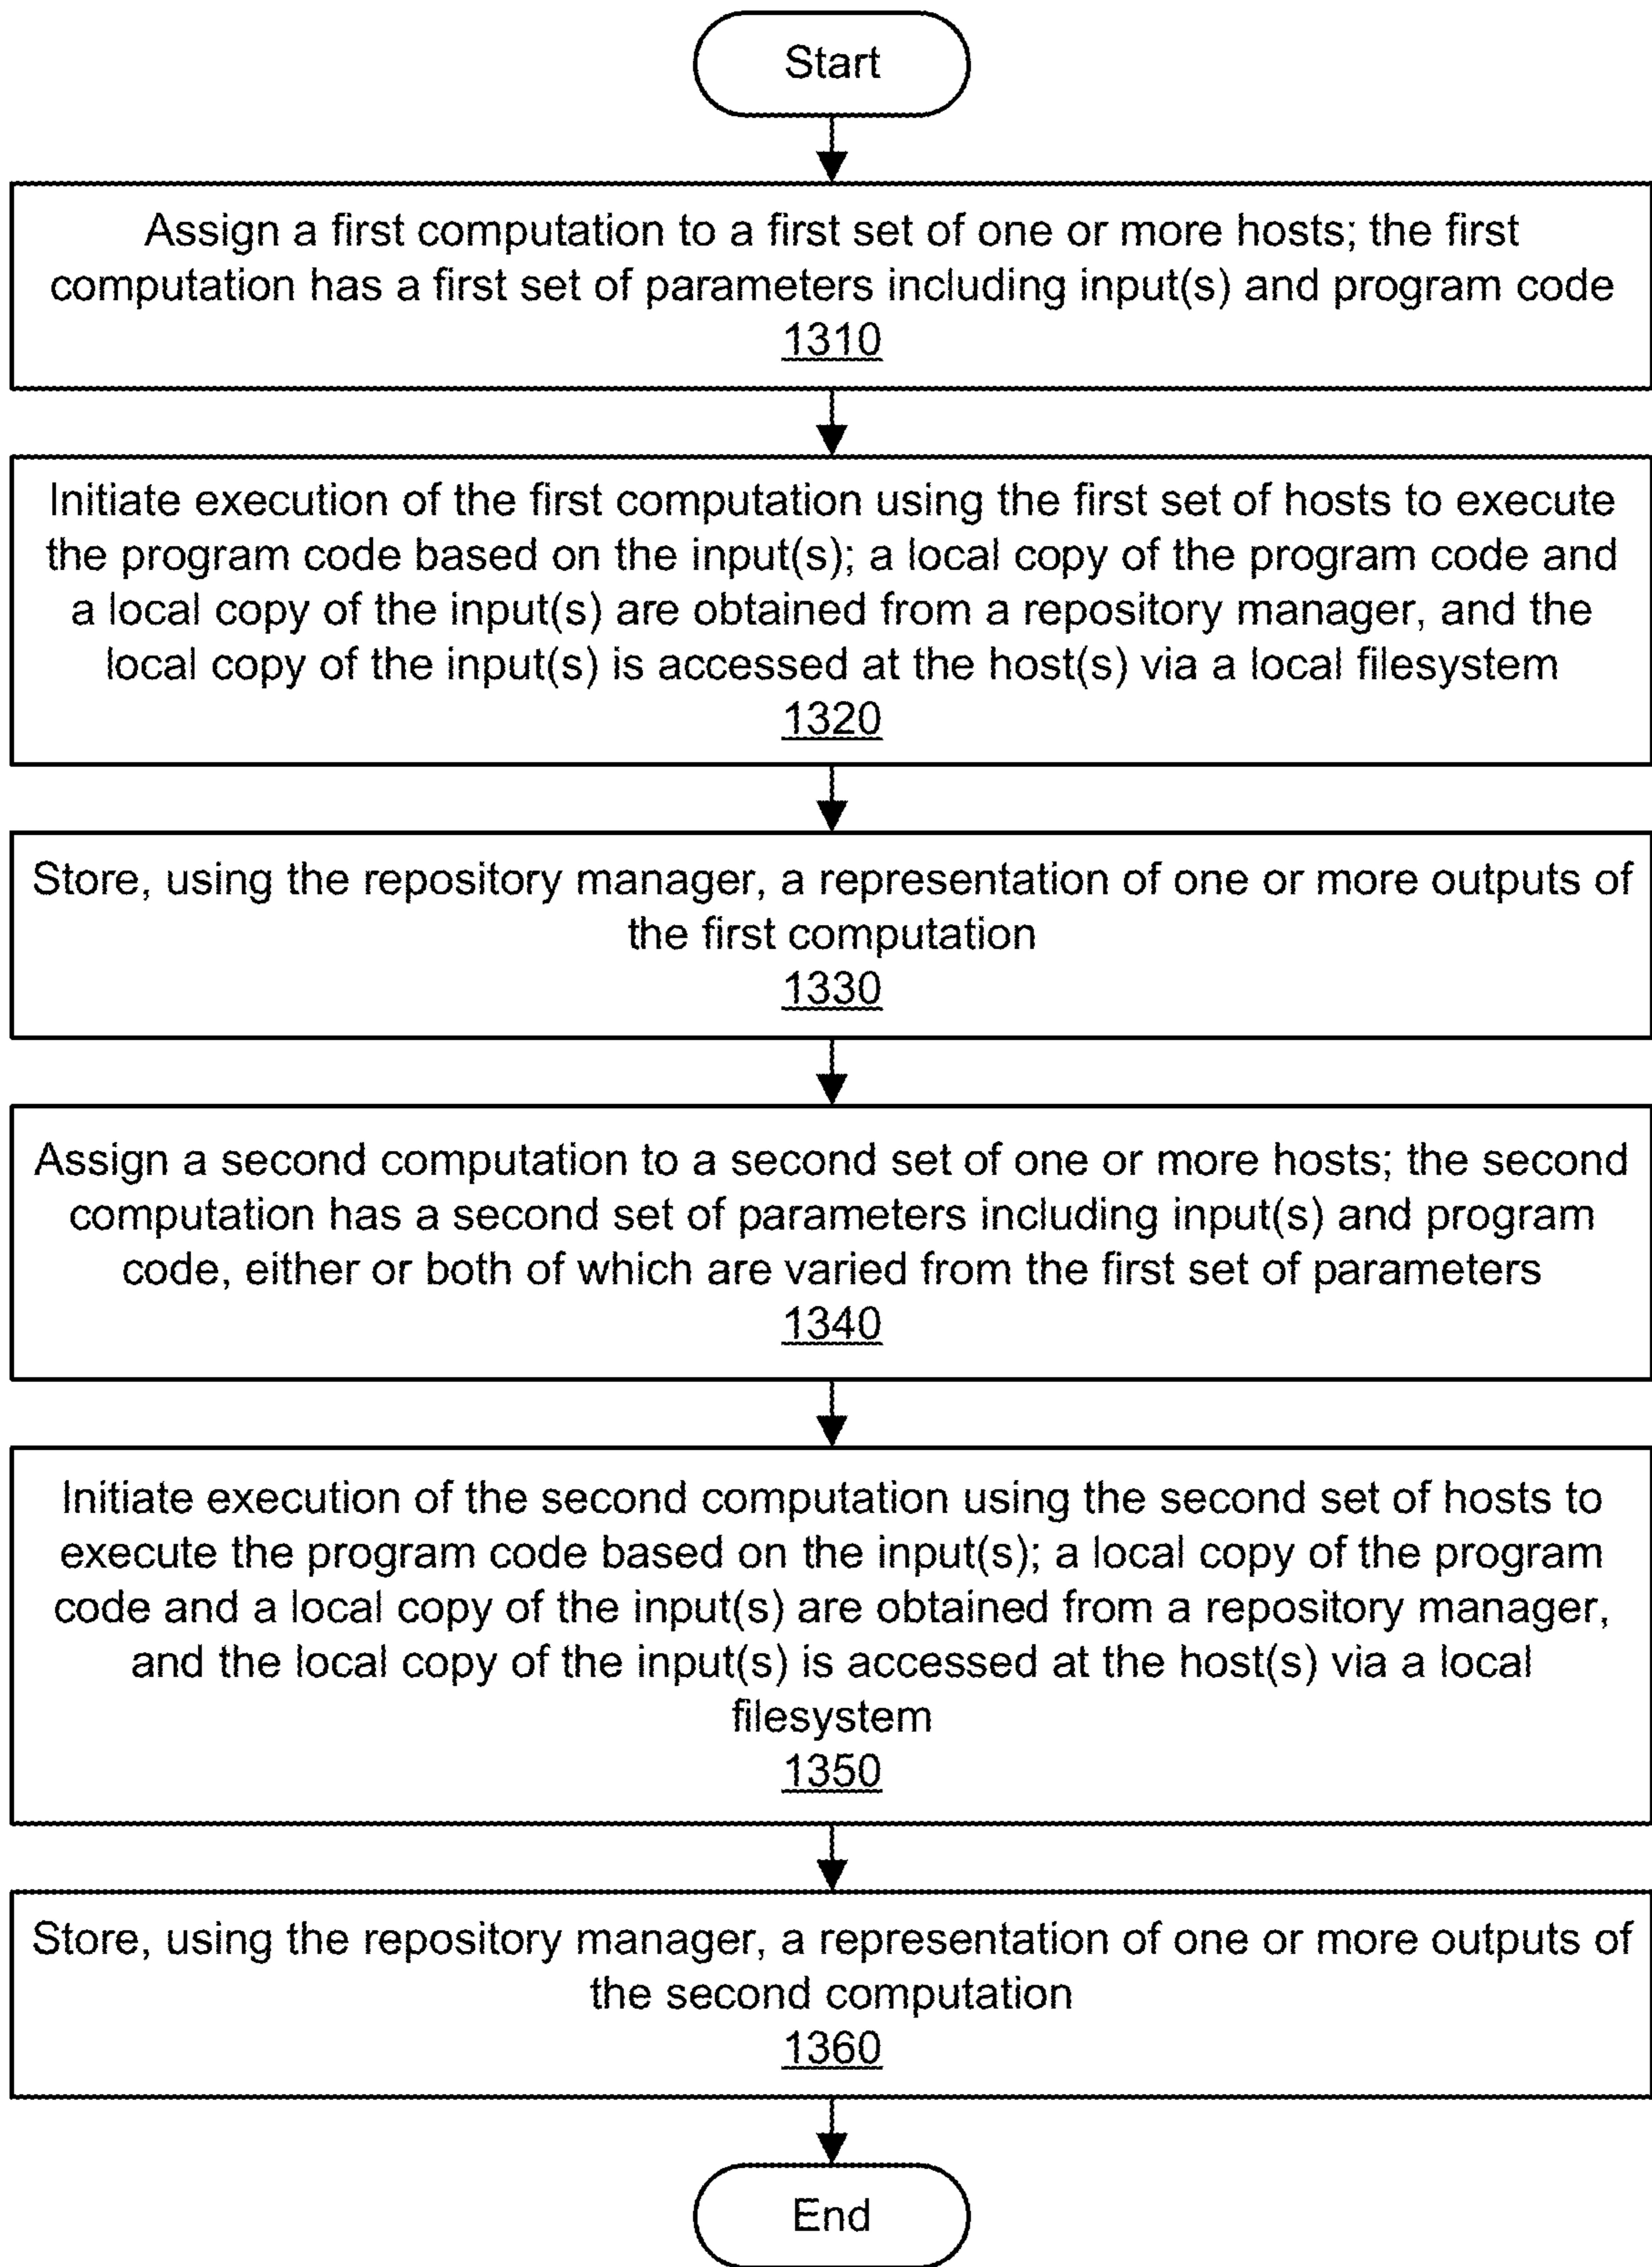 Start
Assign a first computation to a first set of one or more hosts; the first
computation has a first set of parameters including input(s) and program code
1310
Initiate execution of the first computation using the first set of hosts to execute
the program code based on the input(s); a local copy of the program code and
a local copy of the input(s) are obtained from a repository manager, and the
local copy of the input(s) is accessed at the host(s) via a local filesystem
1320
Store, using the repository manager, a representation of one or more outputs of
the first computation
1330
Assign a second computation to a second set of one or more hosts; the second
computation has a second set of parameters including input(s) and program
code, either or both of which are varied from the first set of parameters
1340
Initiate execution of the second computation using the second set of hosts to
execute the program code based on the input(s); a local copy of the program
code and a local copy of the input(s) are obtained from a repository manager,
and the local copy of the input(s) is accessed at the host(s) via a local
filesystem
1350
Store, using the repository manager, a representation of one or more outputs of
the second computation
1360
End